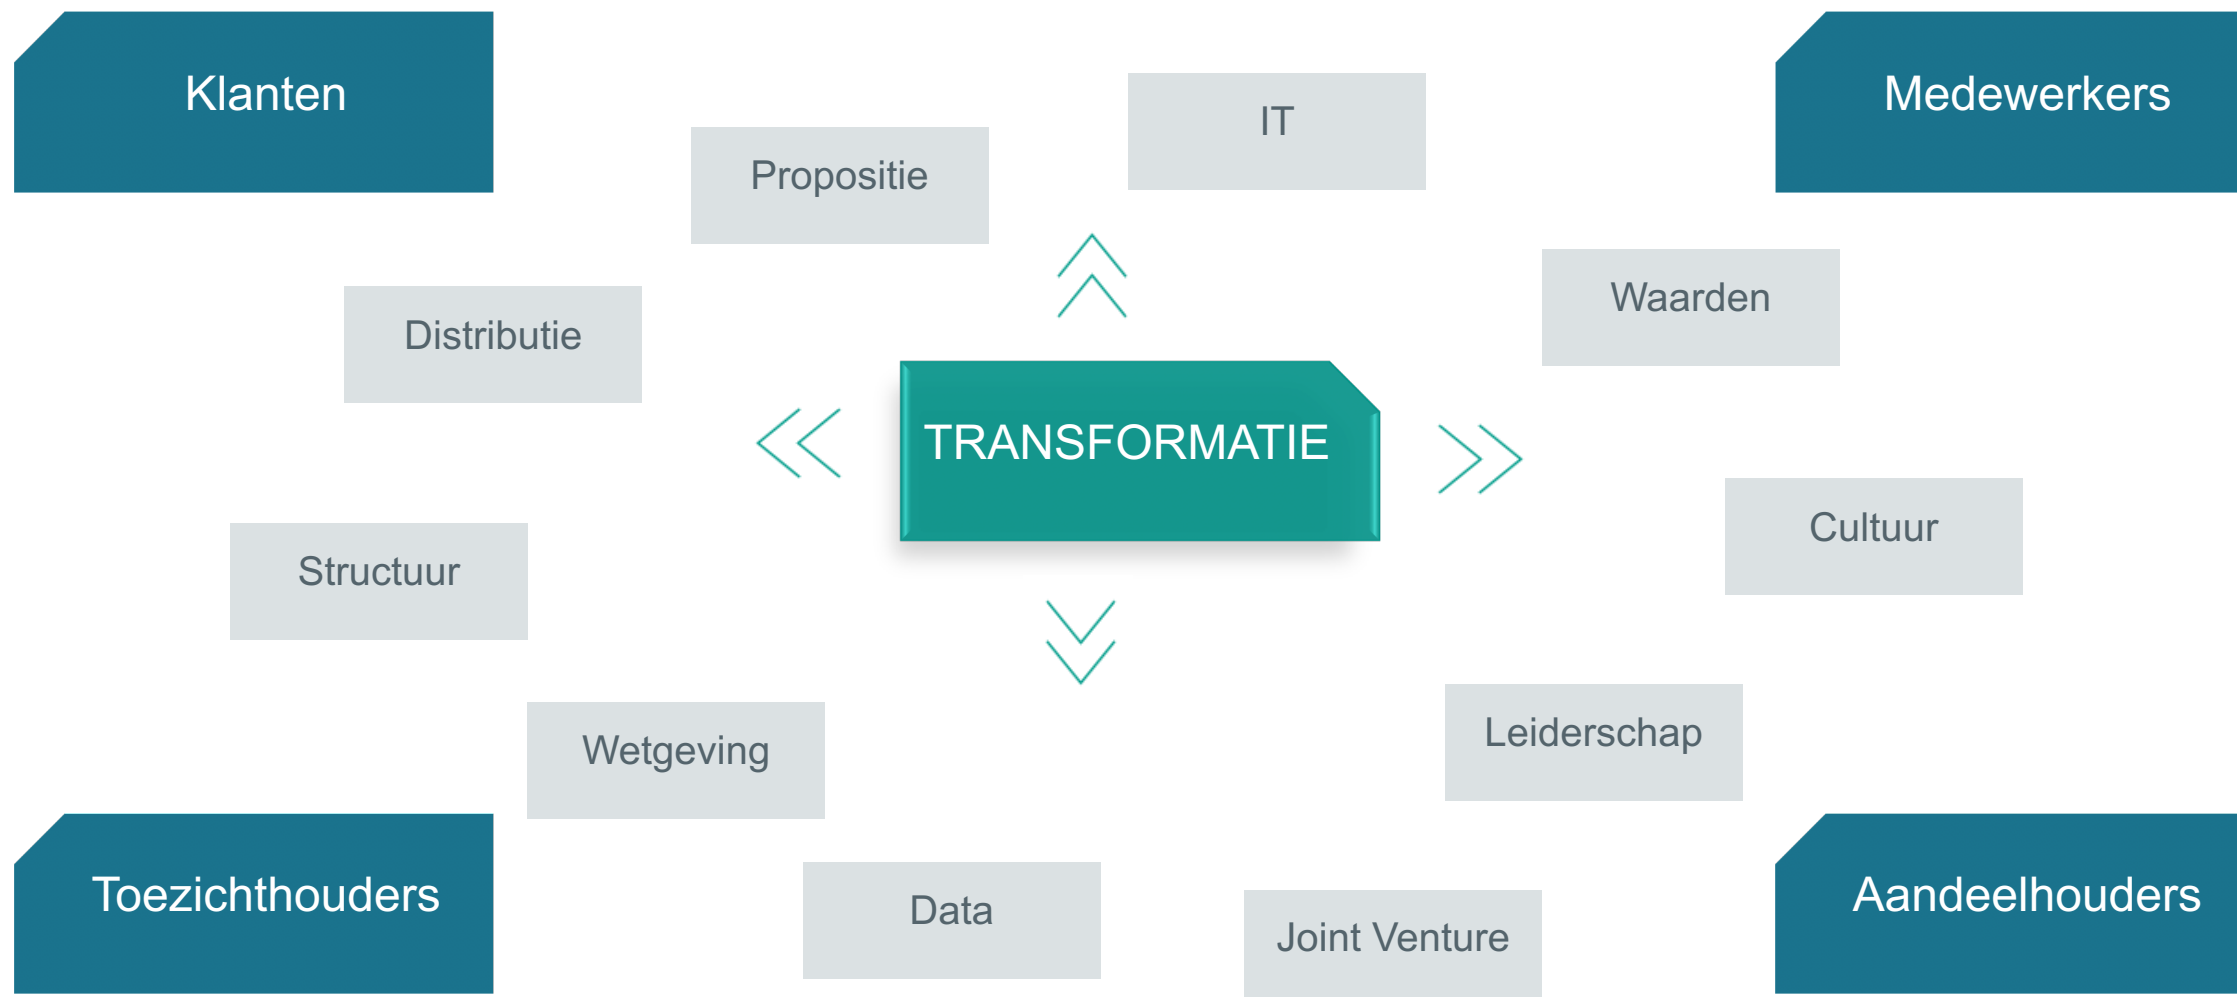 Klanten
Medewerkers
IT
Propositie
Waarden
Distributie
TRANSFORMATIE
Cultuur
Structuur
Leiderschap
Wetgeving
Toezichthouders
Aandeelhouders
Data
Joint Venture